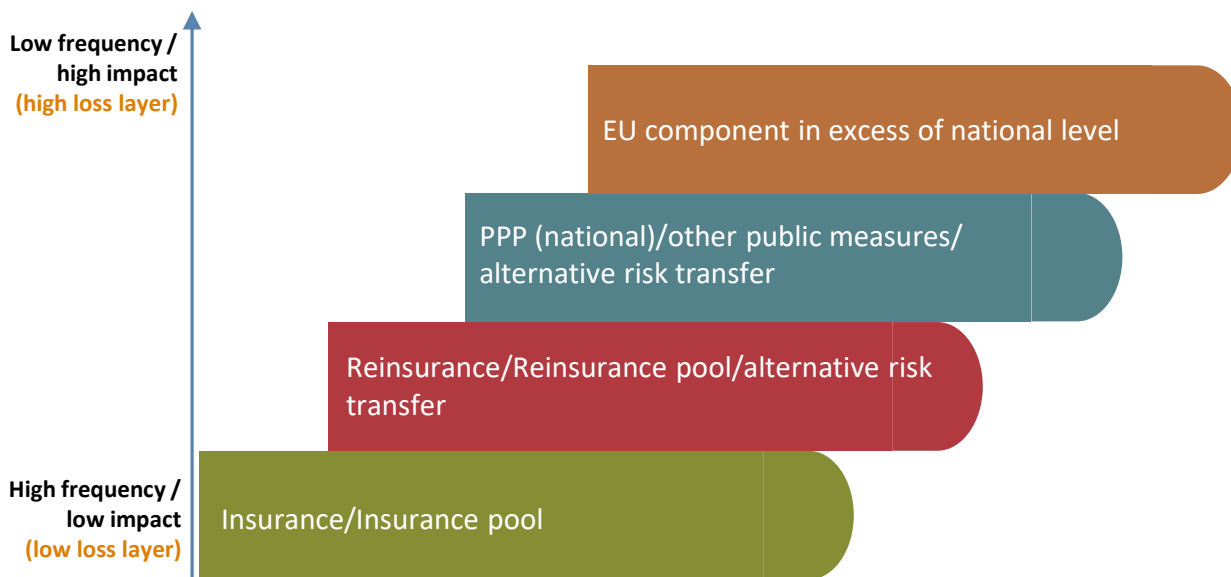 Low frequency /
high impact
(high loss layer)
EU component in excess of national level
PPP (national)/other public measures/
alternative risk transfer
Reinsurance/Reinsurance pool/alternative risk
transfer
High frequency /
low impact
(low loss layer)
Insurance/Insurance pool